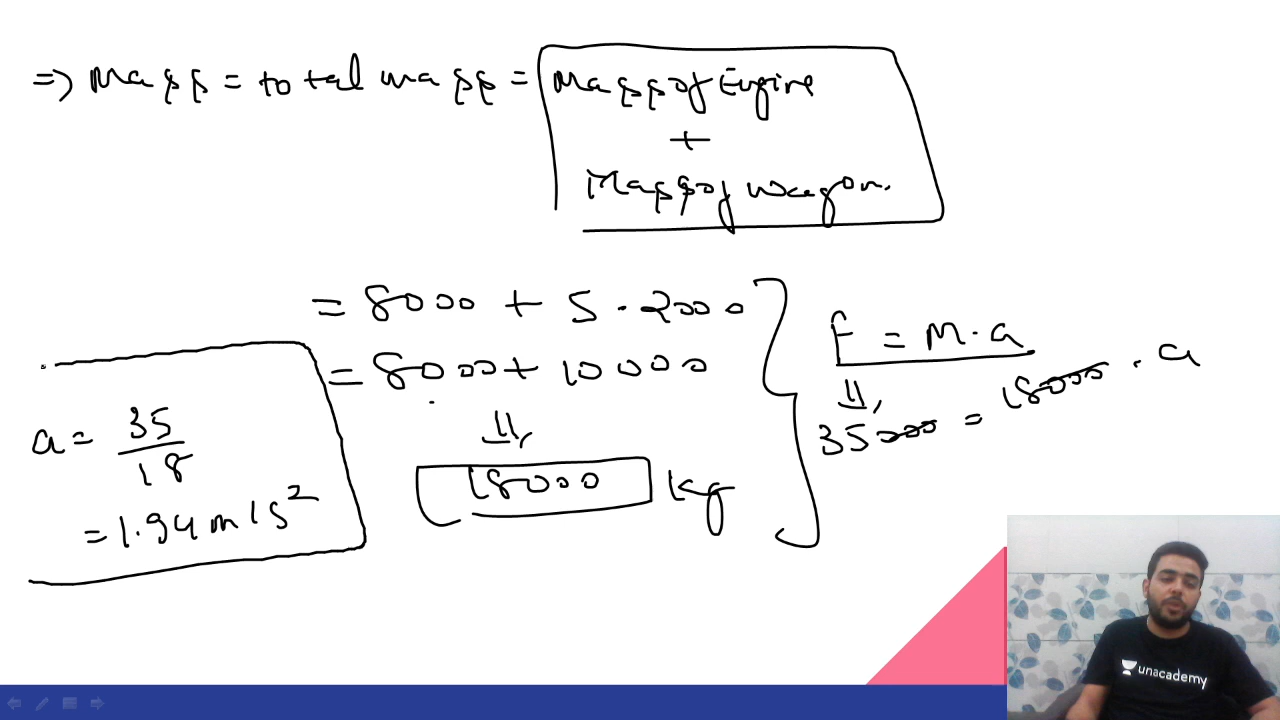 => Mass = total mass = Mass of Engine
+
Mass of Wagon.
= 8000 + 5 · 2000
= 8000 + 10000
⇓
18000 kg
F = M · a
⇓
35000 = 18000 · a
a = 35/18
= 1.94 m/s²
unacademy